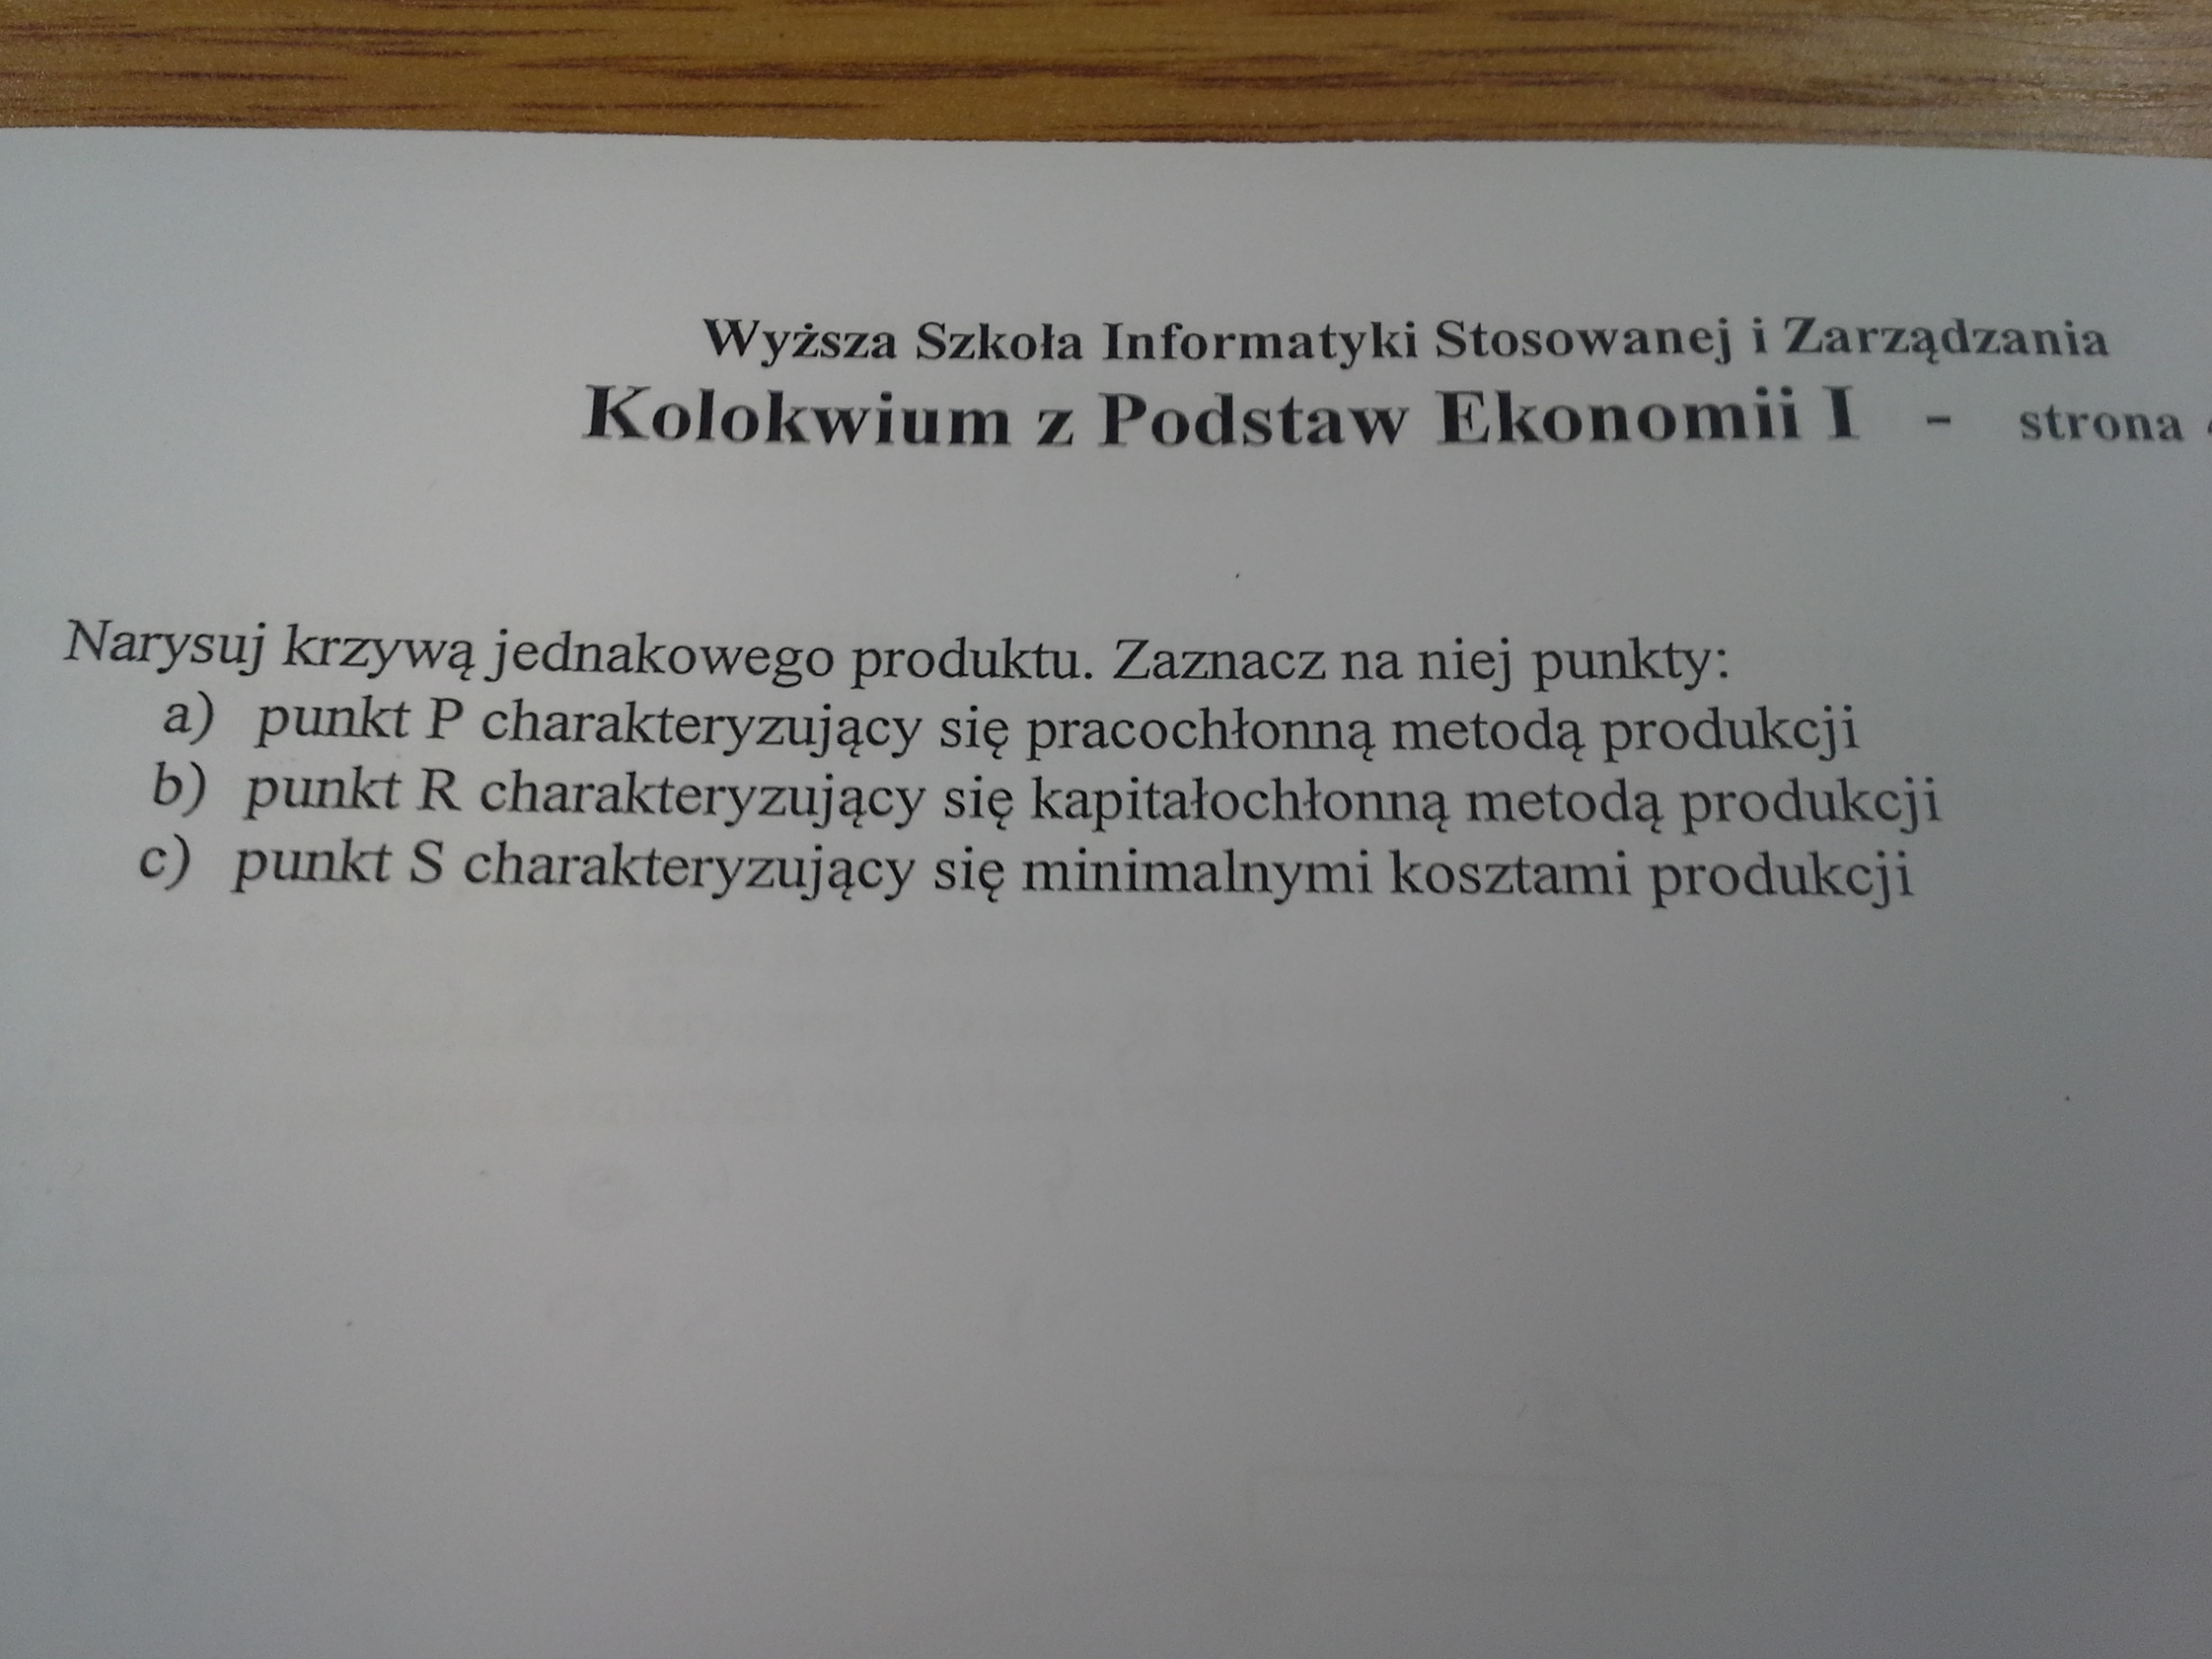 Wyższa Szkoła Informatyki Stosowanej i Zarządzania
Kolokwium z Podstaw Ekonomii I - strona
Narysuj krzywą jednakowego produktu. Zaznacz na niej punkty:
a) punkt P charakteryzujący się pracochłonną metodą produkcji
b) punkt R charakteryzujący się kapitałochłonną metodą produkcji
c) punkt S charakteryzujący się minimalnymi kosztami produkcji